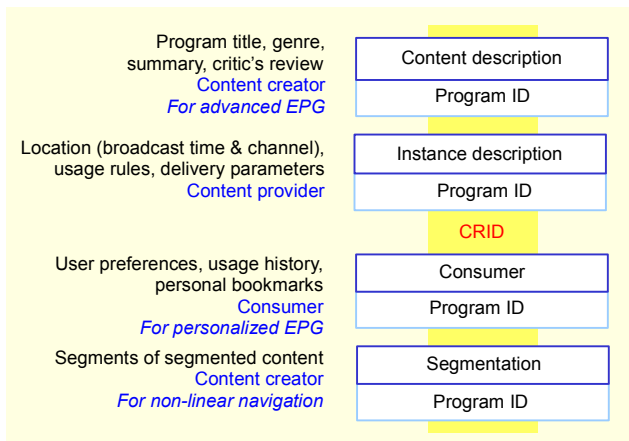 Program title, genre,
summary, critic's review
Content creator
For advanced EPG
Content description
Program ID
Location (broadcast time & channel),
usage rules, delivery parameters
Content provider
Instance description
Program ID
CRID
User preferences, usage history,
personal bookmarks
Consumer
For personalized EPG
Consumer
Program ID
Segments of segmented content
Content creator
For non-linear navigation
Segmentation
Program ID